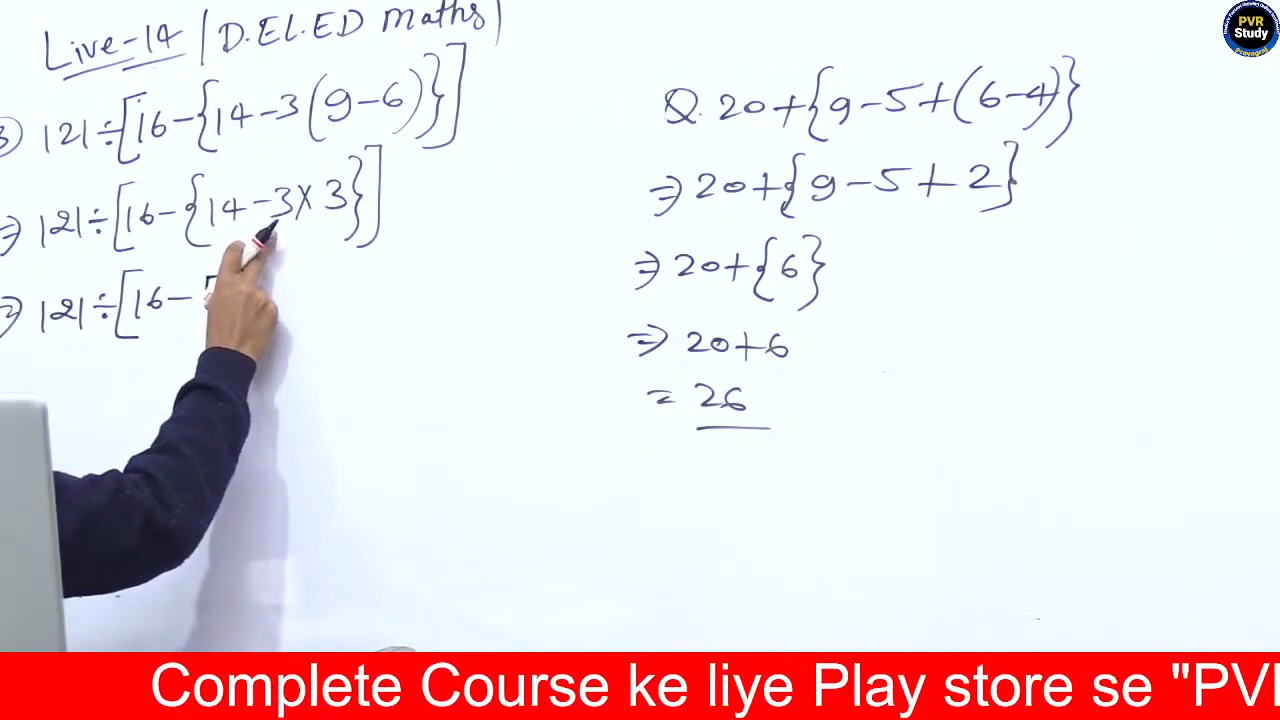 Live-14 | D.EL.ED Maths |
3) 121÷[16-{14-3(9-6)}]
⇒ 121÷[16-{14-3×3}]
⇒ 121÷[16-
Q. 20+{9-5+(6-4)}
⇒ 20+{9-5+2}
⇒ 20+{6}
⇒ 20+6
= 26
PVR
Study
Prayagraj
Complete Course ke liye Play store se "PVI